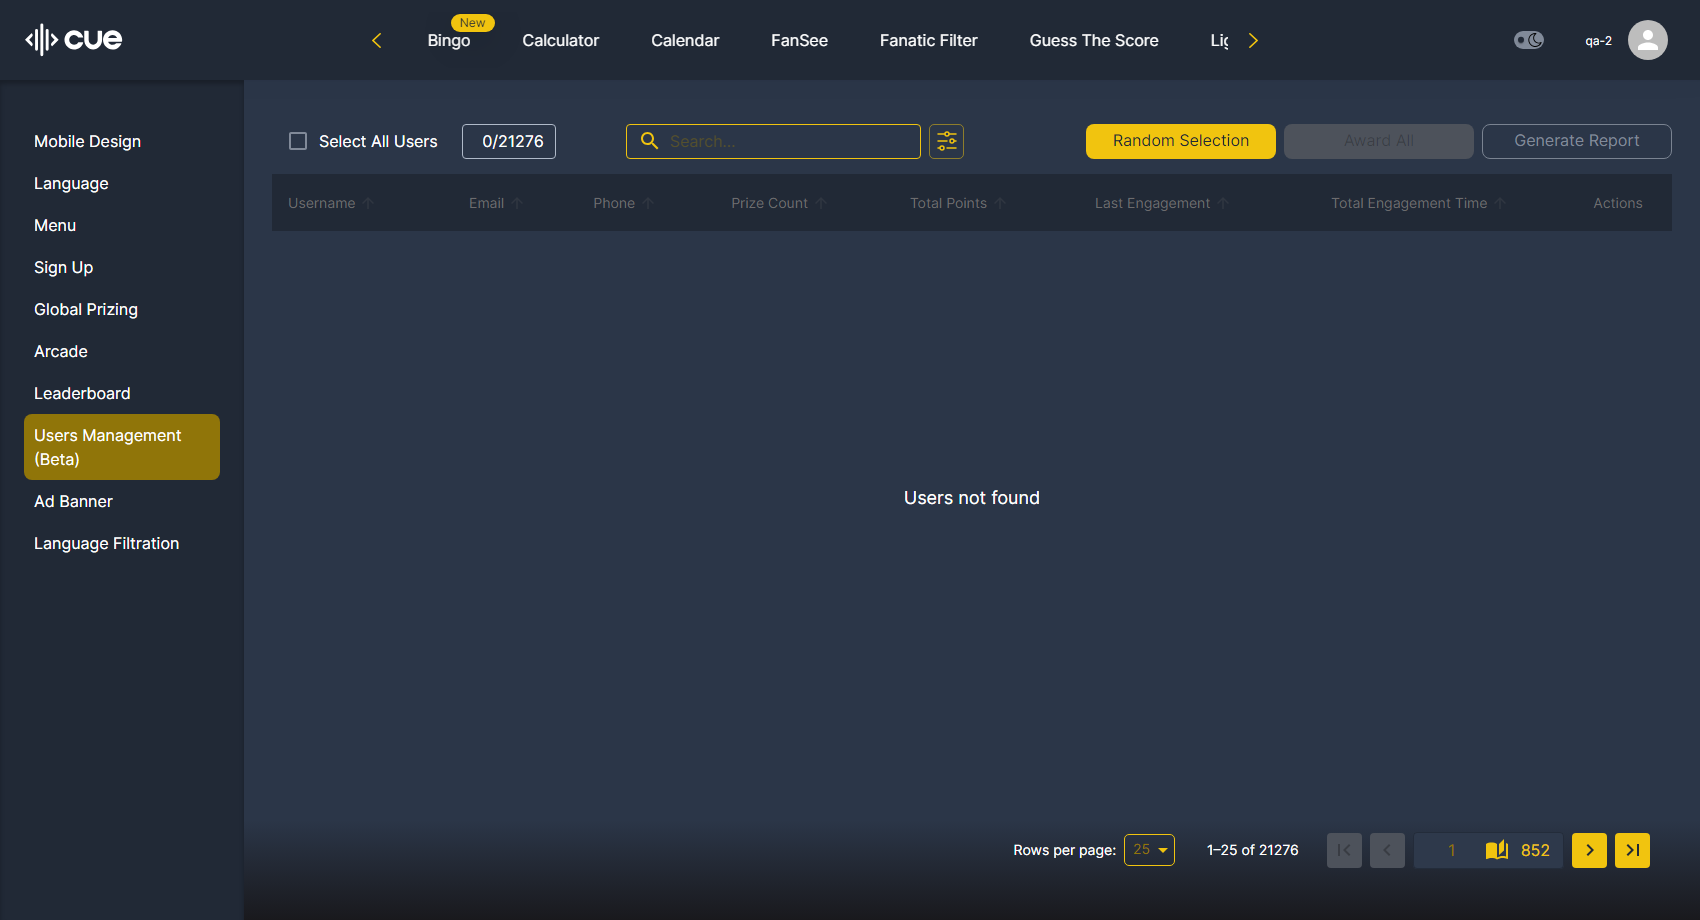 cue
New
Bingo
Calculator
Calendar
FanSee
Fanatic Filter
Guess The Score
qa-2
Mobile Design
Language
Menu
Sign Up
Global Prizing
Arcade
Leaderboard
Users Management
(Beta)
Ad Banner
Language Filtration
Select All Users
0/21276
Search...
Random Selection
Award All
Generate Report
Username
Email
Phone
Prize Count
Total Points
Last Engagement
Total Engagement Time
Actions
Users not found
Rows per page:
25
1–25 of 21276
1
852